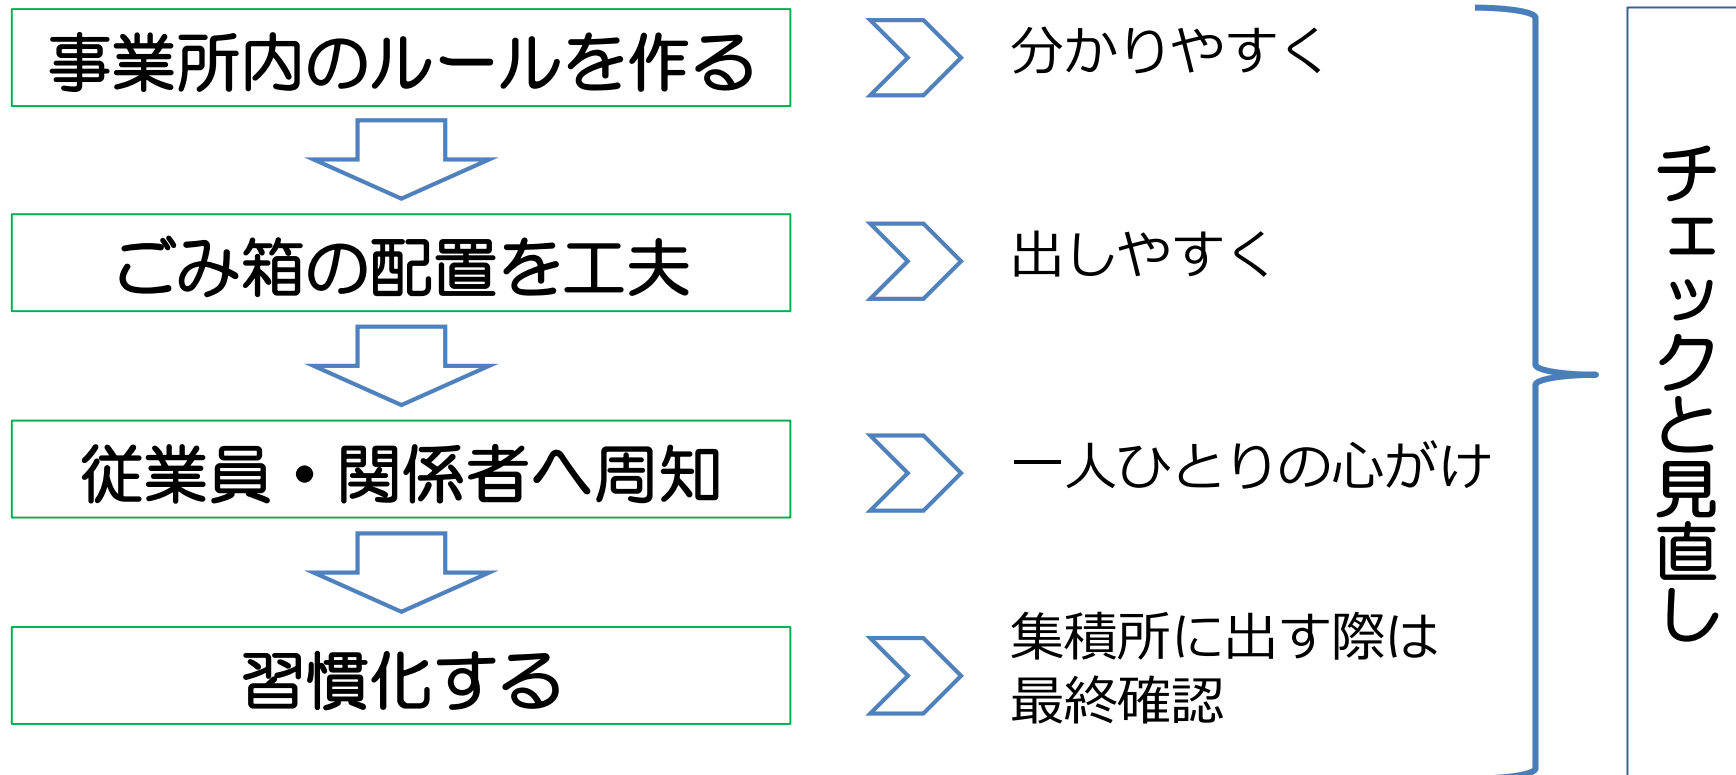 事業所内のルールを作る
分かりやすく
ごみ箱の配置を工夫
出しやすく
従業員・関係者へ周知
一人ひとりの心がけ
習慣化する
集積所に出す際は
最終確認
チェックと見直し